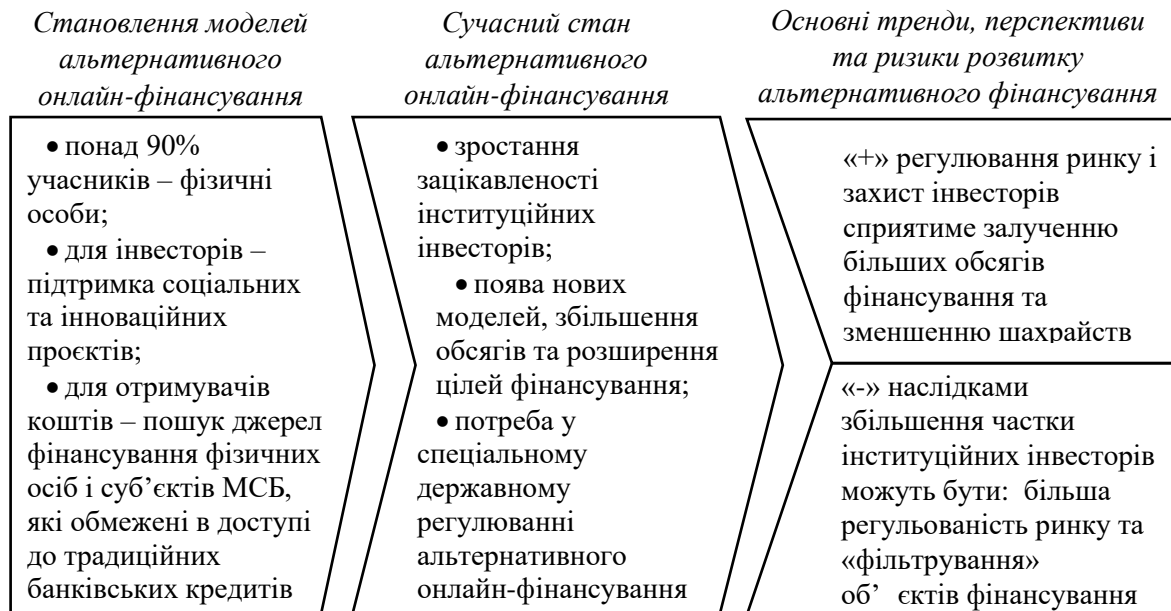 Становлення моделей
альтернативного
онлайн-фінансування
• понад 90%
учасників – фізичні
особи;
• для інвесторів –
підтримка соціальних
та інноваційних
проєктів;
• для отримувачів
коштів – пошук джерел
фінансування фізичних
осіб і суб’єктів МСБ,
які обмежені в доступі
до традиційних
банківських кредитів
Сучасний стан
альтернативного
онлайн-фінансування
• зростання
зацікавленості
інституційних
інвесторів;
• поява нових
моделей, збільшення
обсягів та розширення
цілей фінансування;
• потреба у
спеціальному
державному
регулюванні
альтернативного
онлайн-фінансування
Основні тренди, перспективи
та ризики розвитку
альтернативного фінансування
«+» регулювання ринку і
захист інвесторів
сприятиме залученню
більших обсягів
фінансування та
зменшенню шахрайств
«-» наслідками
збільшення частки
інституційних інвесторів
можуть бути: більша
регульованість ринку та
«фільтрування»
об’ єктів фінансування